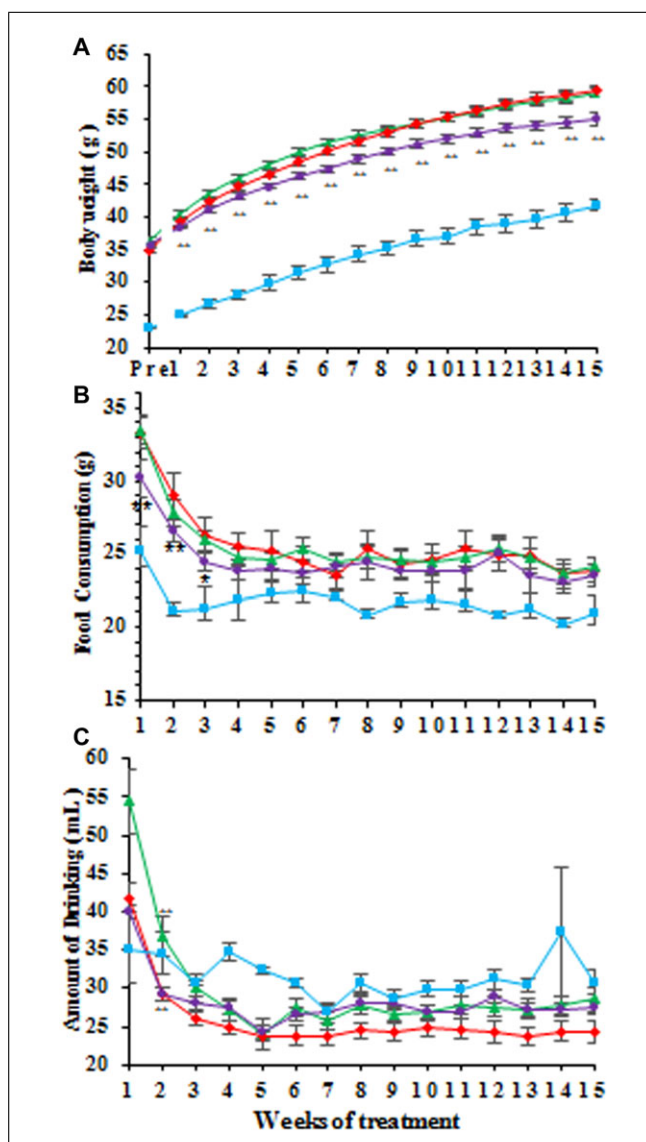 A
65
60
55
50
45
40
35
30
25
20
Body weight (g)
** ** ** ** ** ** ** ** ** ** ** ** ** ** **
Pre1 2 3 4 5 6 7 8 9 10 11 12 13 14 15
B
35
30
25
20
15
Food Consumption (g)
** ** *
1 2 3 4 5 6 7 8 9 10 11 12 13 14 15
C
60
55
50
45
40
35
30
25
20
Amount of Drinking (mL)
**
**
1 2 3 4 5 6 7 8 9 10 11 12 13 14 15
Weeks of treatment